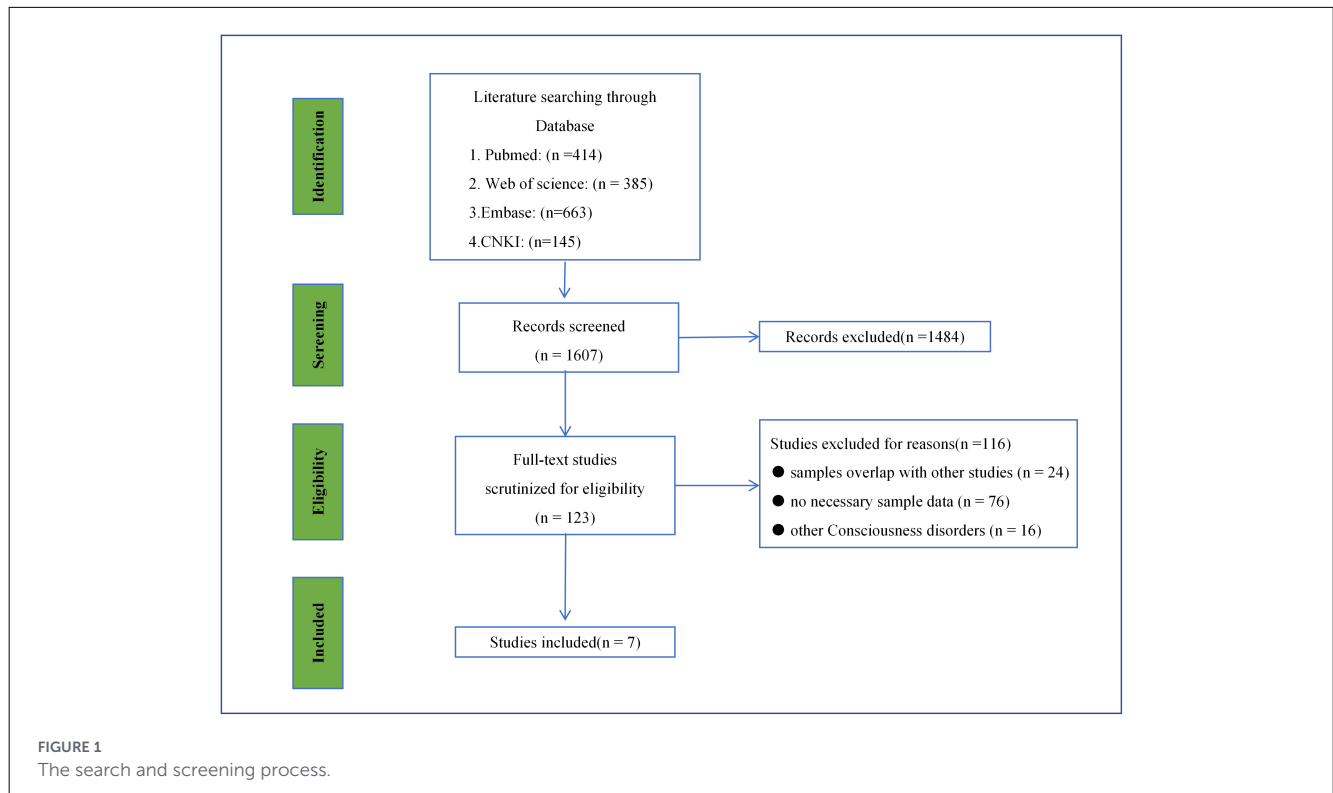 Identification
Literature searching through
Database
1. Pubmed: (n =414)
2. Web of science: (n = 385)
3.Embase: (n=663)
4.CNKI: (n=145)
Sereening
Records screened
(n = 1607)
Records excluded(n =1484)
Eligibility
Full-text studies
scrutinized for eligibility
(n = 123)
Studies excluded for reasons(n =116)
● samples overlap with other studies (n = 24)
● no necessary sample data (n = 76)
● other Consciousness disorders (n = 16)
Included
Studies included(n = 7)
FIGURE 1
The search and screening process.